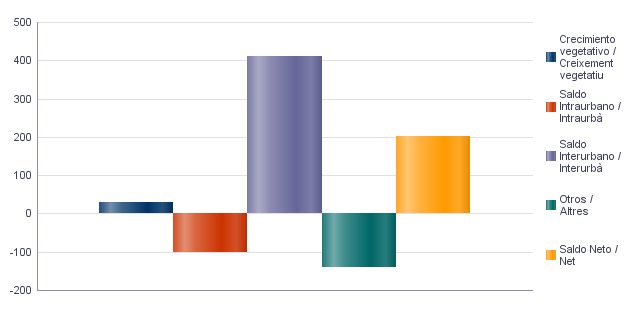 500
400
300
200
100
0
-100
-200
Crecimiento
vegetativo /
Creixement
vegetatiu
Saldo
Intraurbano /
Intraurbà
Saldo
Interurbano /
Interurbà
Otros /
Altres
Saldo Neto /
Net